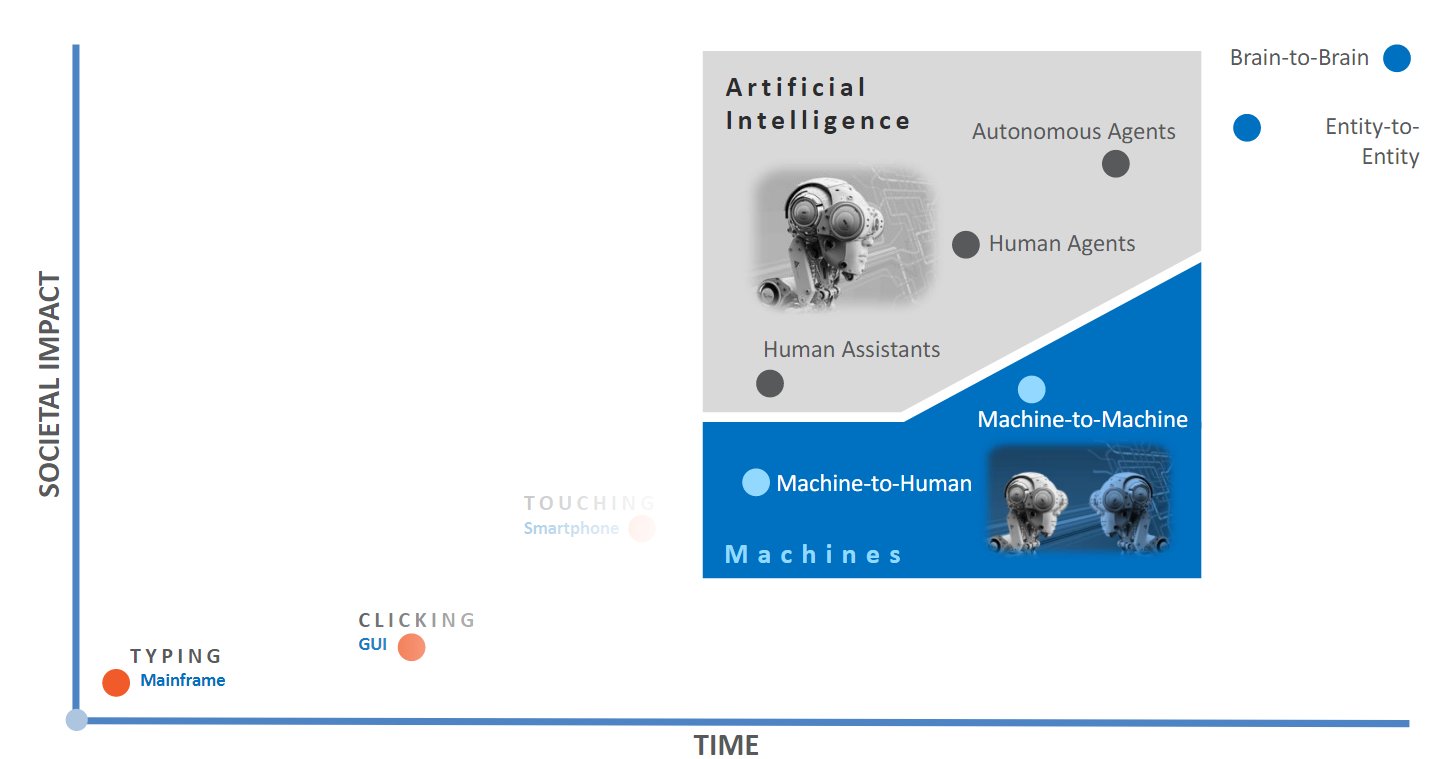 Brain-to-Brain
Artificial
Intelligence
Autonomous Agents
Entity-to-
Entity
Human Agents
Human Assistants
Machine-to-Machine
Machine-to-Human
Machines
TOUCHING
Smartphone
CLICKING
GUI
TYPING
Mainframe
SOCIETAL IMPACT
TIME